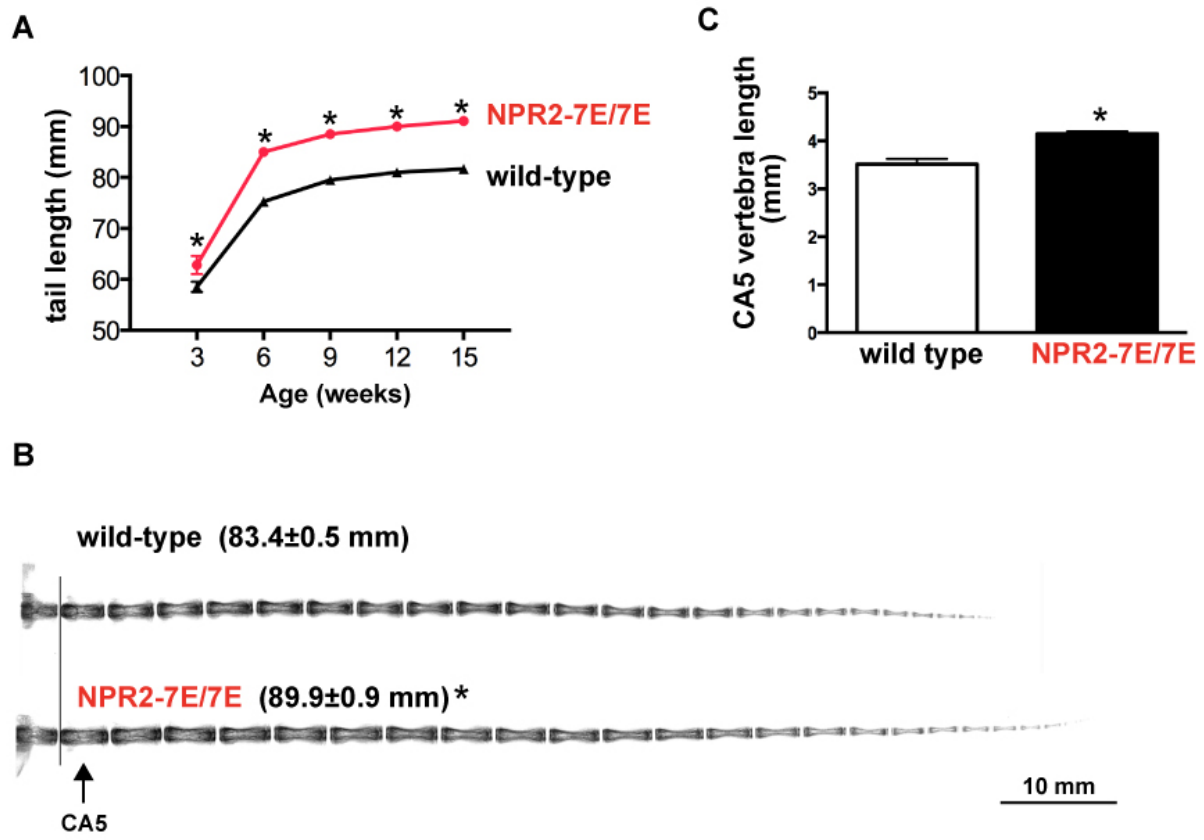 A
tail length (mm)
100
90
80
70
60
50
* * * * *
NPR2-7E/7E
wild-type
3 6 9 12 15
Age (weeks)
C
CA5 vertebra length
(mm)
5
4
3
2
1
0
*
wild type NPR2-7E/7E
B
wild-type (83.4±0.5 mm)
NPR2-7E/7E (89.9±0.9 mm)*
CA5
10 mm